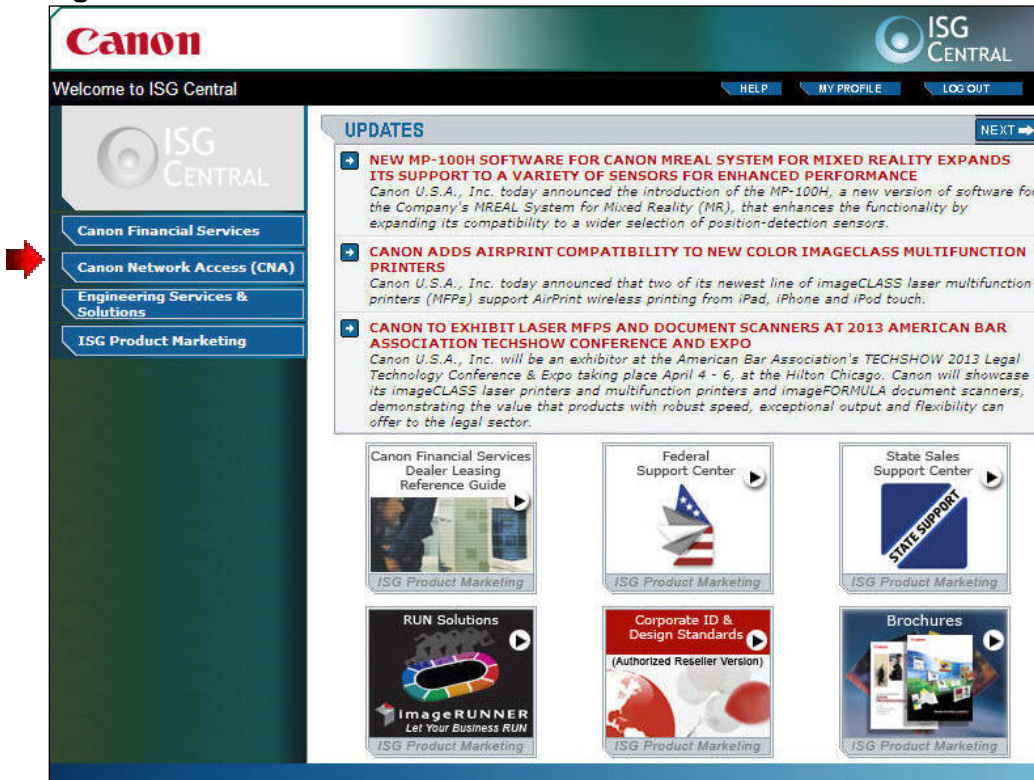 Canon
ISG
CENTRAL
Welcome to ISG Central
HELP
MY PROFILE
LOG OUT
ISG
CENTRAL
Canon Financial Services
Canon Network Access (CNA)
Engineering Services &
Solutions
ISG Product Marketing
UPDATES
NEXT
NEW MP-100H SOFTWARE FOR CANON MREAL SYSTEM FOR MIXED REALITY EXPANDS
ITS SUPPORT TO A VARIETY OF SENSORS FOR ENHANCED
PERFORMANCE
Canon U.S.A., Inc. today announced the introduction of the MP-100H, a new version of software for
the Company's MREAL System for Mixed Reality (MR), that enhances the functionality by
expanding its compatibility to a wider selection of position-detection sensors.
CANON ADDS AIRPRINT COMPATIBILITY TO NEW COLOR IMAGECLASS MULTIFUNCTION
PRINTERS
Canon U.S.A., Inc. today announced that two of its newest line of imageCLASS laser multifunction
printers (MFPs) support AirPrint wireless printing from iPad, iPhone and iPod touch.
CANON TO EXHIBIT LASER MFPS AND DOCUMENT SCANNERS AT 2013 AMERICAN BAR
ASSOCIATION TECHSHOW CONFERENCE AND EXPO
Canon U.S.A., Inc. will be an exhibitor at the American Bar Association's TECHSHOW 2013 Legal
Technology Conference & Expo taking place April 4 - 6, at the Hilton Chicago. Canon will showcase
its imageCLASS laser printers and multifunction printers and imageFORMULA document scanners,
demonstrating the value that products with robust speed, exceptional output and flexibility can
offer to the legal sector.
Canon Financial Services
Dealer Leasing
Reference Guide
ISG Product Marketing
Federal
Support Center
ISG Product Marketing
State Sales
Support Center
STATE SUPPORT
ISG Product Marketing
RUN Solutions
imageRUNNER
Let Your Business RUN
ISG Product Marketing
Corporate ID &
Design Standards
(Authorized Reseller Version)
ISG Product Marketing
Brochures
ISG Product Marketing